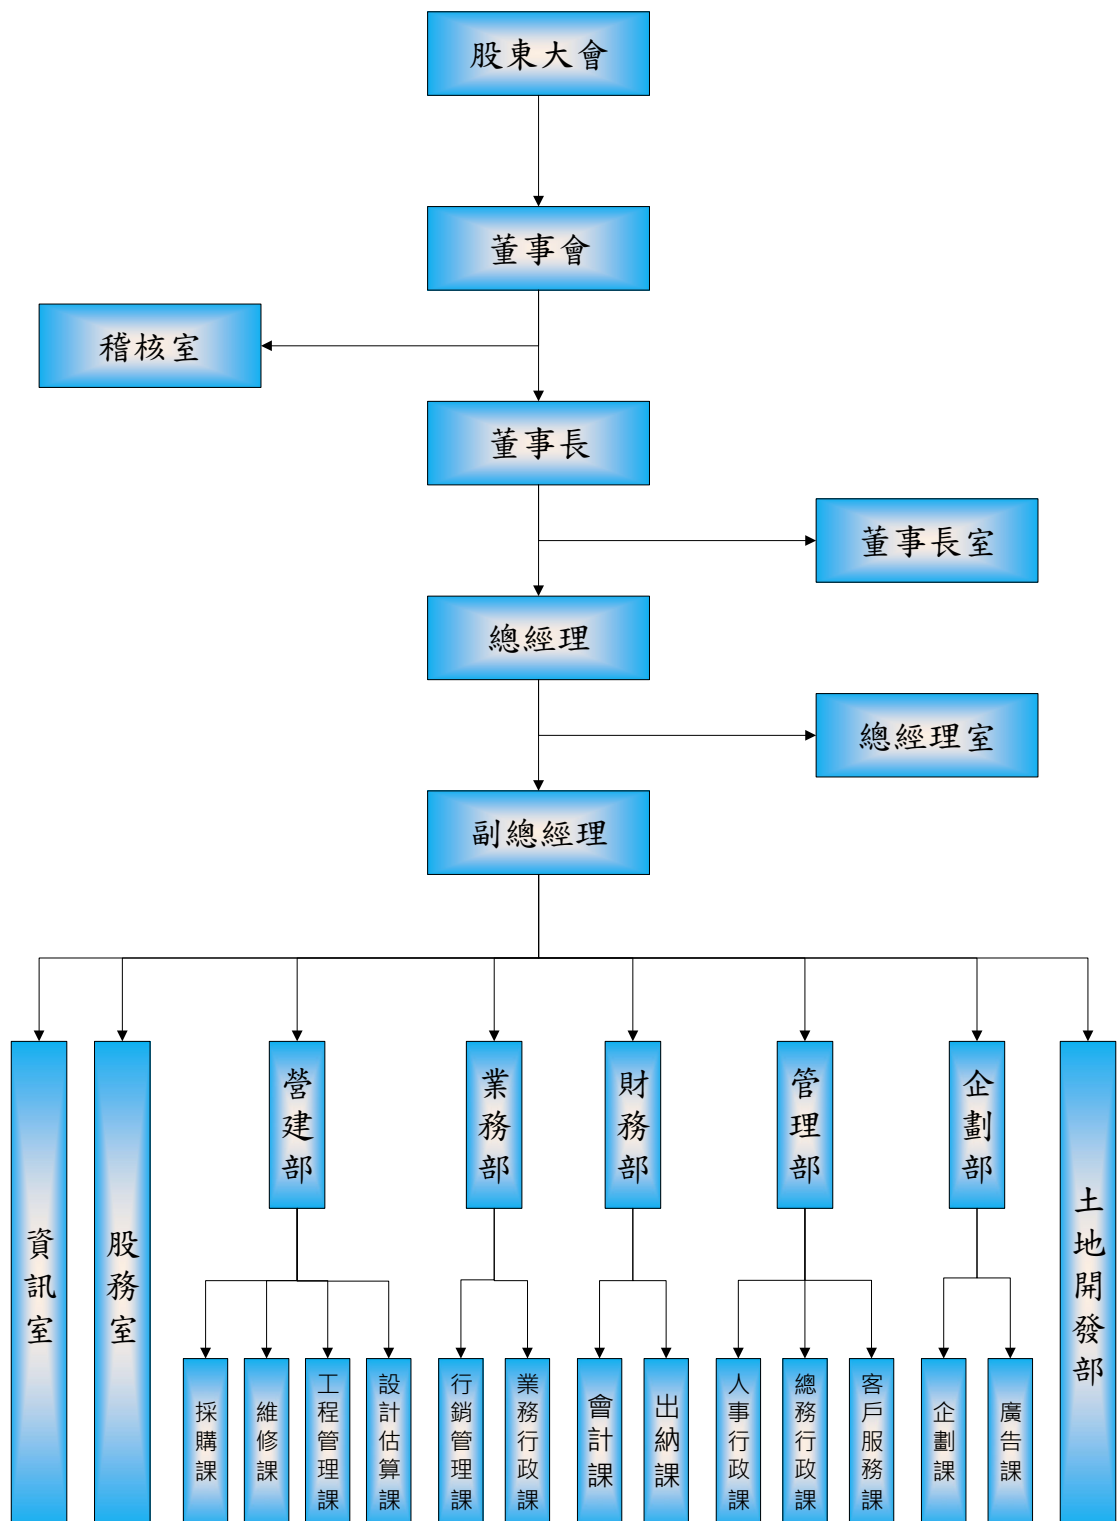 股東大會
董事會
稽核室
董事長
董事長室
總經理
總經理室
副總經理
資訊室
股務室
營建部
業務部
財務部
管理部
企劃部
土地開發部
採購課
維修課
工程管理課
設計估算課
行銷管理課
業務行政課
會計課
出納課
人事行政課
總務行政課
客戶服務課
企劃課
廣告課